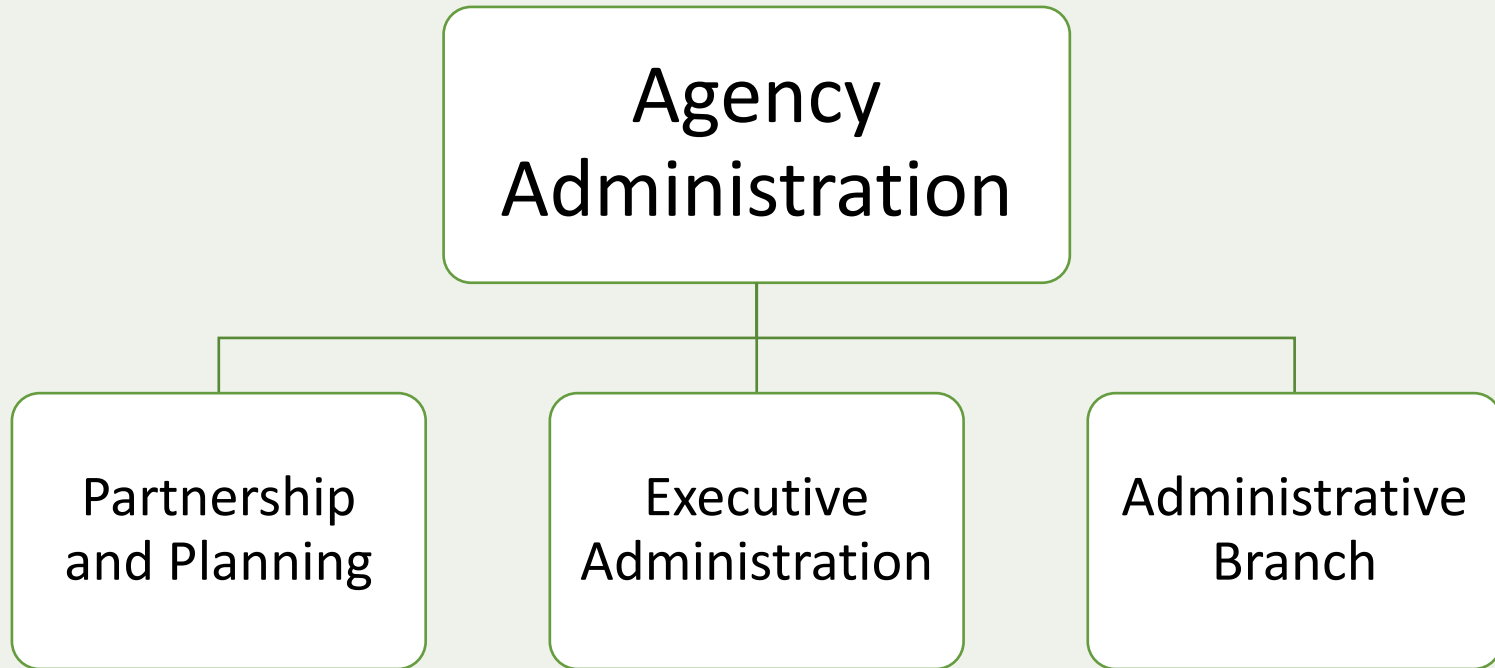 Agency
Administration
Partnership
and Planning
Executive
Administration
Administrative
Branch